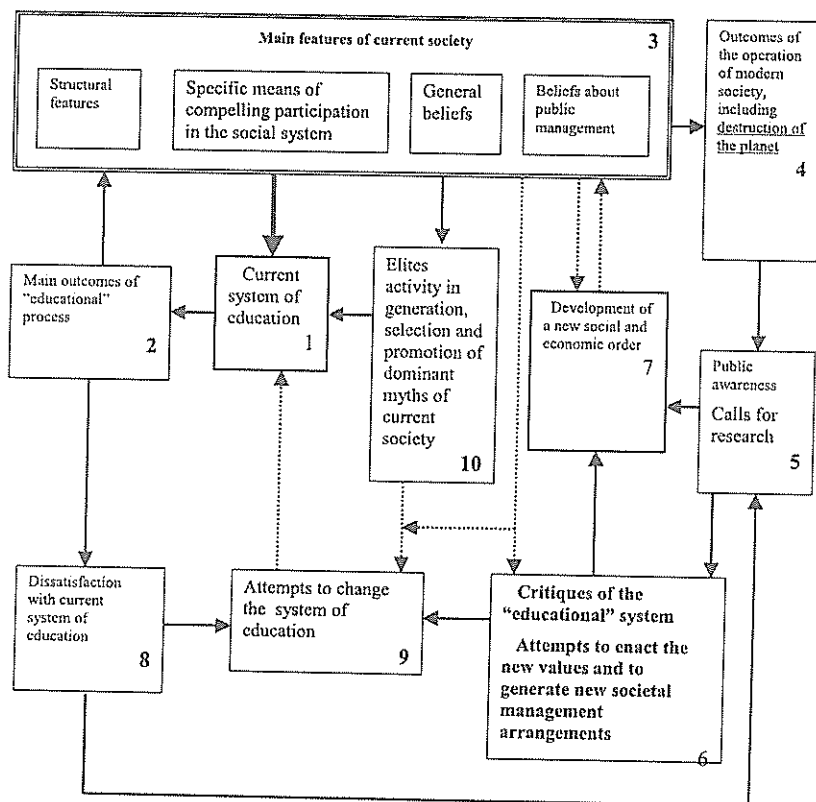 Main features of current society
3
Structural
features
Specific means of
compelling participation
in the social system
General
beliefs
Beliefs about
public
management
Outcomes of
the operation
of modern
society,
including
destruction of
the planet
4
Main outcomes of
"educational"
process
2
Current
system of
education
1
Elites
activity in
generation,
selection and
promotion of
dominant
myths of
current
society
10
Development of
a new social and
economic order
7
Public
awareness
Calls for
research
5
Dissatisfaction
with current
system of
education
8
Attempts to change
the system of
education
9
Critiques of the
"educational" system
Attempts to enact the
new values and to
generate new societal
management
arrangements
6